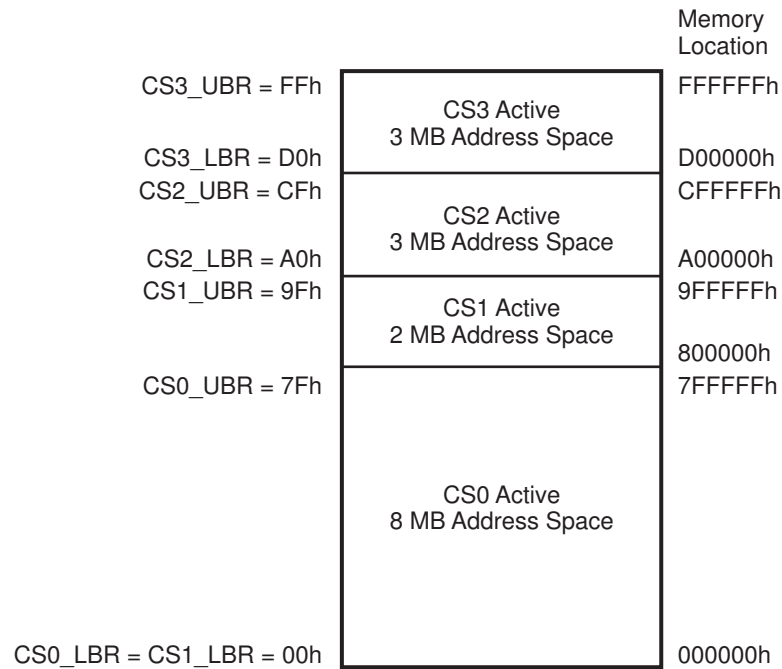 Memory
Location
CS3_UBR = FFh
FFFFFFh
CS3 Active
3 MB Address Space
CS3_LBR = D0h
D00000h
CS2_UBR = CFh
CFFFFFh
CS2 Active
3 MB Address Space
CS2_LBR = A0h
A00000h
CS1_UBR = 9Fh
9FFFFFh
CS1 Active
2 MB Address Space
800000h
CS0_UBR = 7Fh
7FFFFFh
CS0 Active
8 MB Address Space
CS0_LBR = CS1_LBR = 00h
000000h